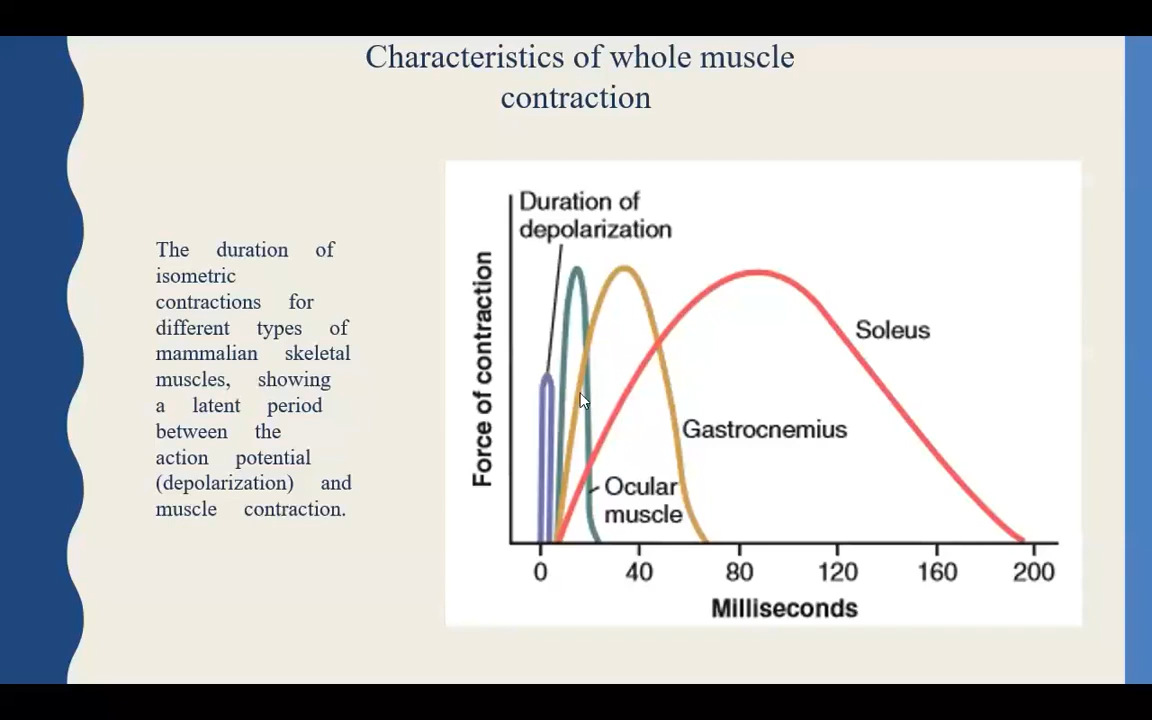 Characteristics of whole muscle
contraction
The duration of
isometric
contractions for
different types of
mammalian skeletal
muscles, showing
a latent period
between the
action potential
(depolarization) and
muscle contraction.
Duration of
depolarization
Force of contraction
Soleus
Gastrocnemius
Ocular
muscle
0 40 80 120 160 200
Milliseconds